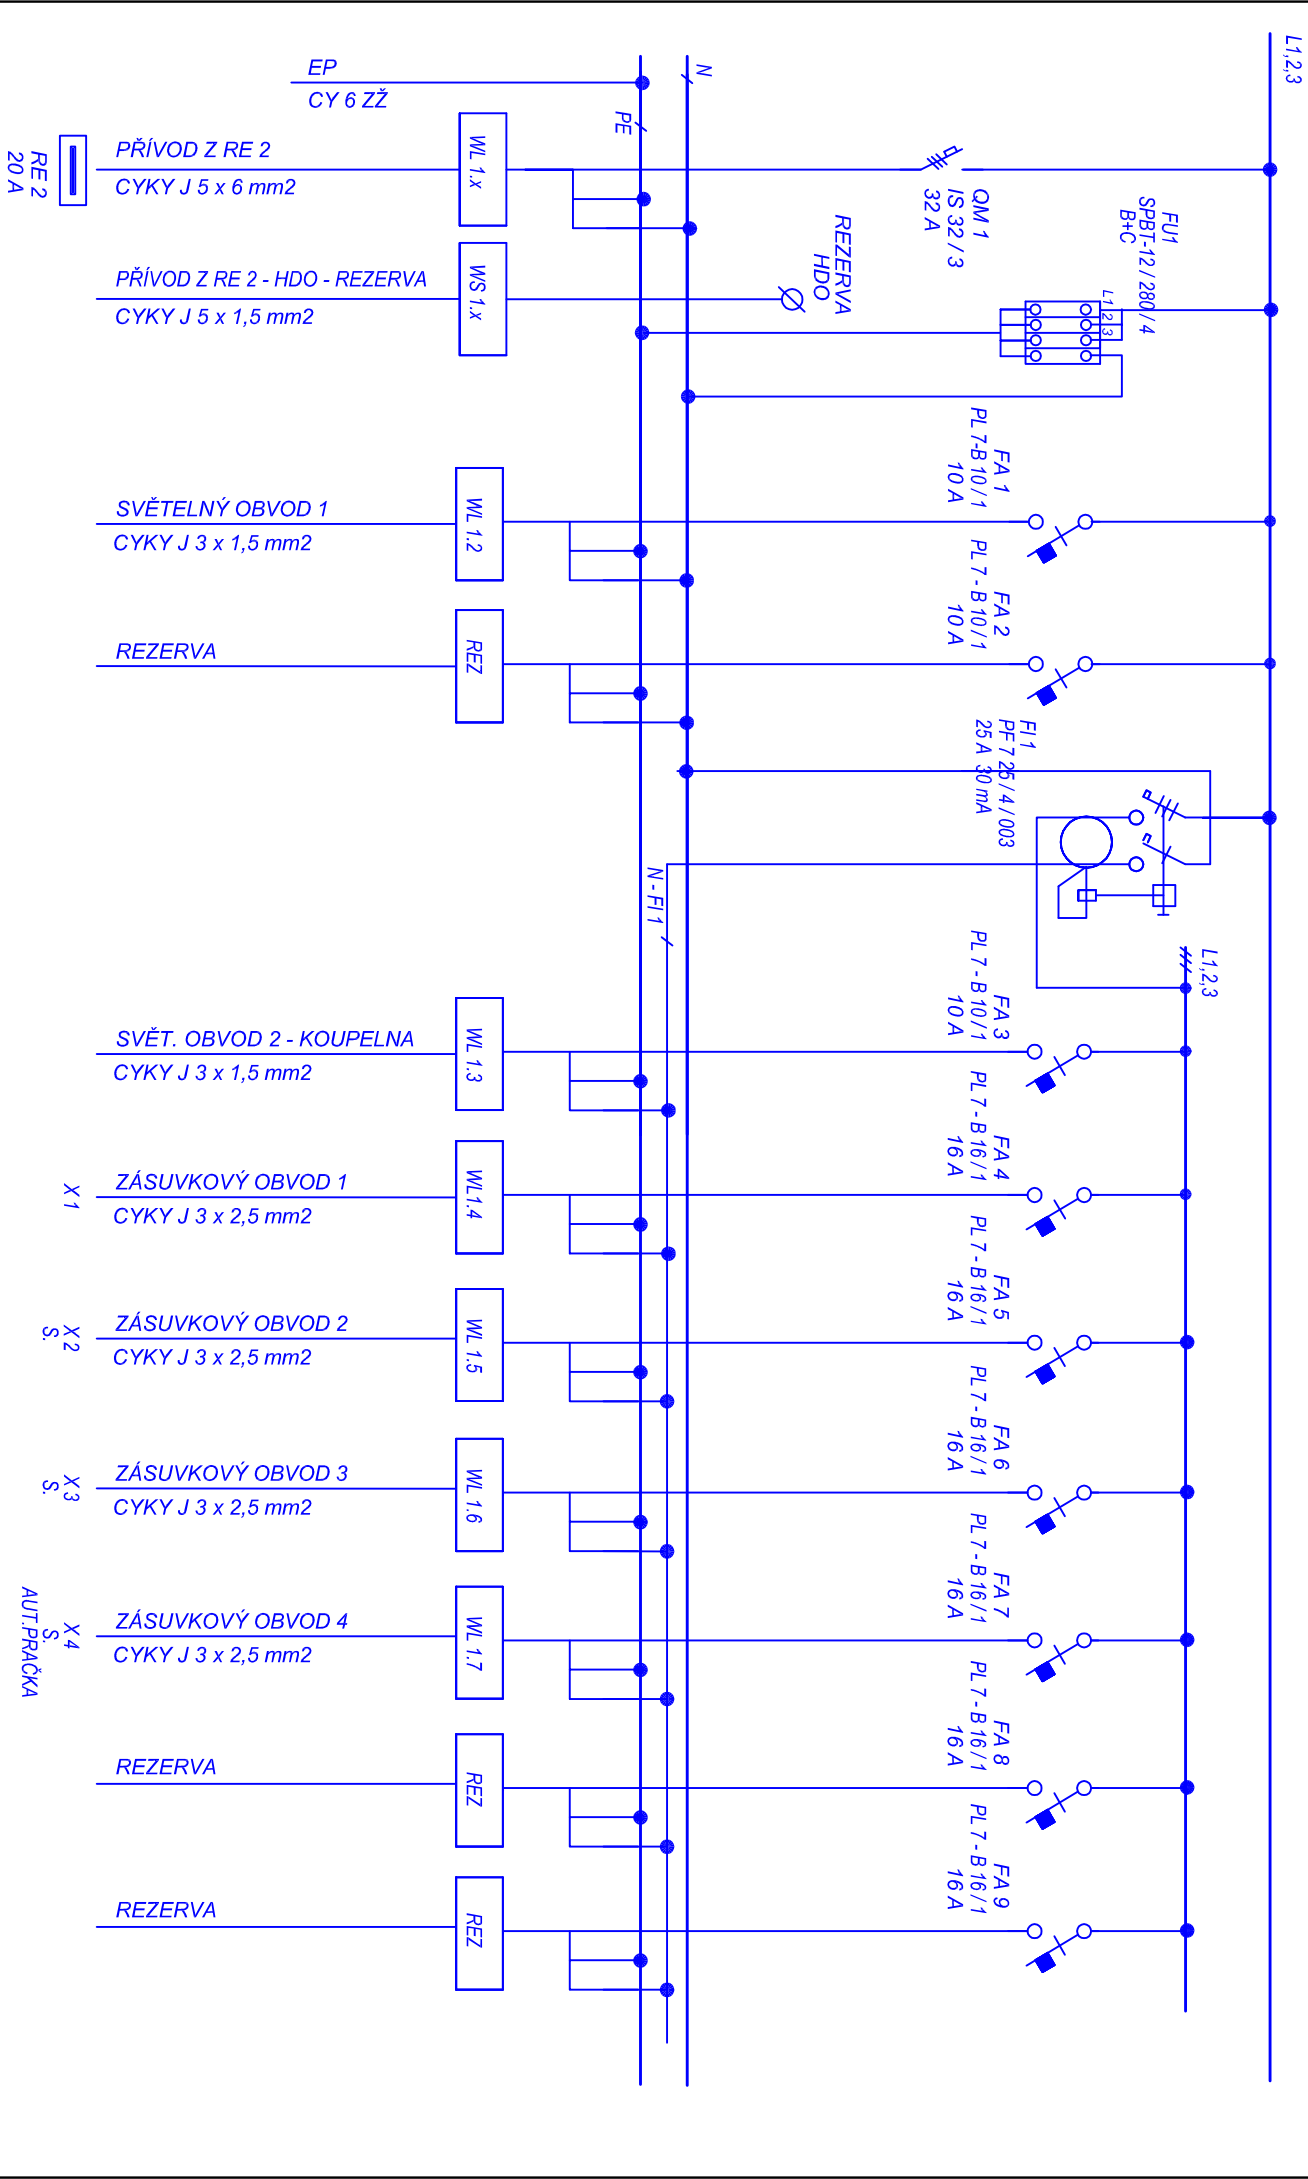 L1,2,3
EP
CY 6 ZŽ
N
PE
RE 2
20 A
PŘÍVOD Z RE 2
CYKY J 5 x 6 mm2
WL 1.x
QM 1
IS 32 / 3
32 A
FU1
SPBT-12 / 280 / 4
B+C
L1 2 3
PŘÍVOD Z RE 2 - HDO - REZERVA
CYKY J 5 x 1,5 mm2
WS 1.x
REZERVA
HDO
SVĚTELNÝ OBVOD 1
CYKY J 3 x 1,5 mm2
WL 1.2
FA 1
PL 7-B 10 / 1
10 A
REZERVA
REZ
FA 2
PL 7 - B 10 / 1
10 A
FI 1
PF 7 25 / 4 / 003
25 A 30 mA
N - FI 1
L1,2,3
SVĚT. OBVOD 2 - KOUPELNA
CYKY J 3 x 1,5 mm2
WL 1.3
FA 3
PL 7 - B 10 / 1
10 A
X 1
ZÁSUVKOVÝ OBVOD 1
CYKY J 3 x 2,5 mm2
WL1.4
FA 4
PL 7 - B 16 / 1
16 A
X 2
S.
ZÁSUVKOVÝ OBVOD 2
CYKY J 3 x 2,5 mm2
WL 1.5
FA 5
PL 7 - B 16 / 1
16 A
X 3
S.
ZÁSUVKOVÝ OBVOD 3
CYKY J 3 x 2,5 mm2
WL 1.6
FA 6
PL 7 - B 16 / 1
16 A
X 4
S.
AUT.PRAČKA
ZÁSUVKOVÝ OBVOD 4
CYKY J 3 x 2,5 mm2
WL 1.7
FA 7
PL 7 - B 16 / 1
16 A
REZERVA
REZ
FA 8
PL 7 - B 16 / 1
16 A
REZERVA
REZ
FA 9
PL 7 - B 16 / 1
16 A